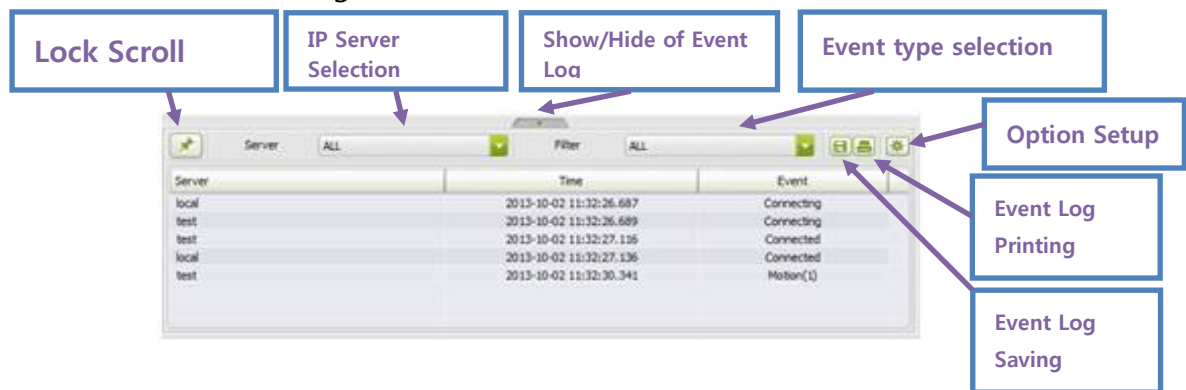 Lock Scroll
IP Server
Selection
Show/Hide of Event
Log
Event type selection
Option Setup
Event Log
Printing
Event Log
Saving
Server ALL Filter ALL
Server Time Event
local 2013-10-02 11:32:26.687 Connecting
test 2013-10-02 11:32:26.689 Connecting
test 2013-10-02 11:32:27.116 Connected
local 2013-10-02 11:32:27.136 Connected
test 2013-10-02 11:32:30.341 Motion(1)